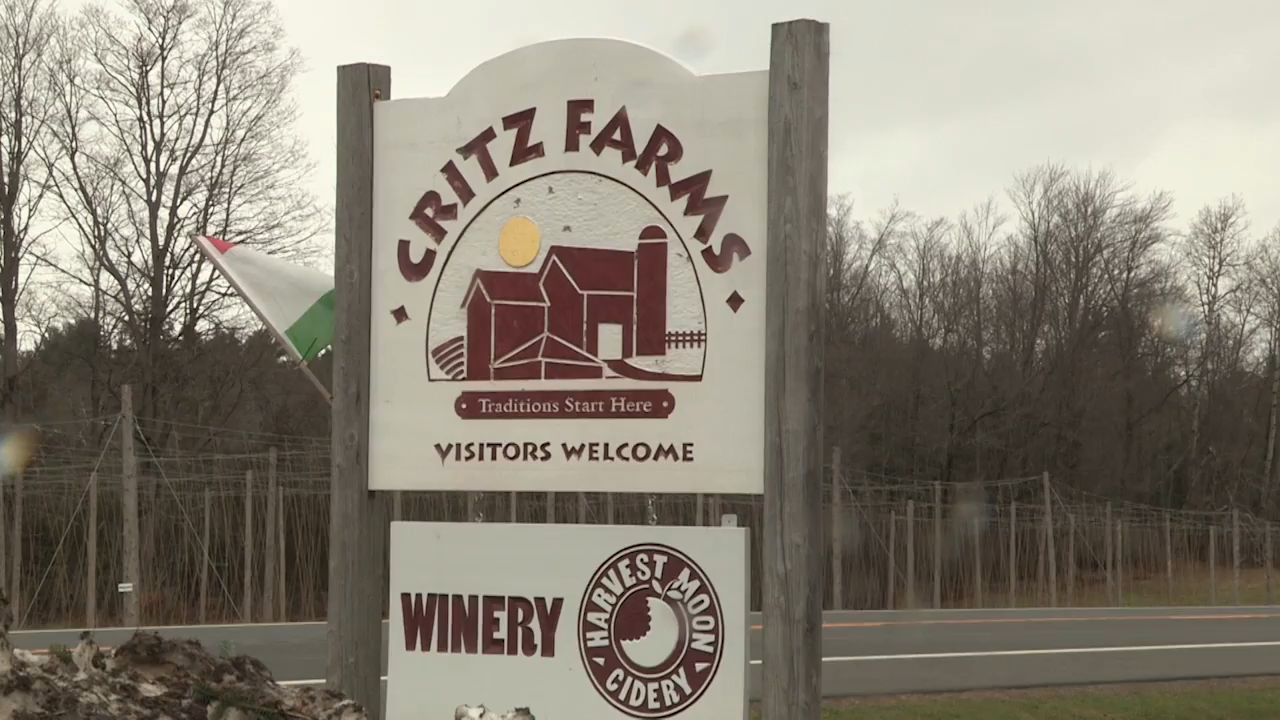 CRITZ FARMS
Traditions Start Here
VISITORS WELCOME
WINERY
HARVEST MOON
CIDERY